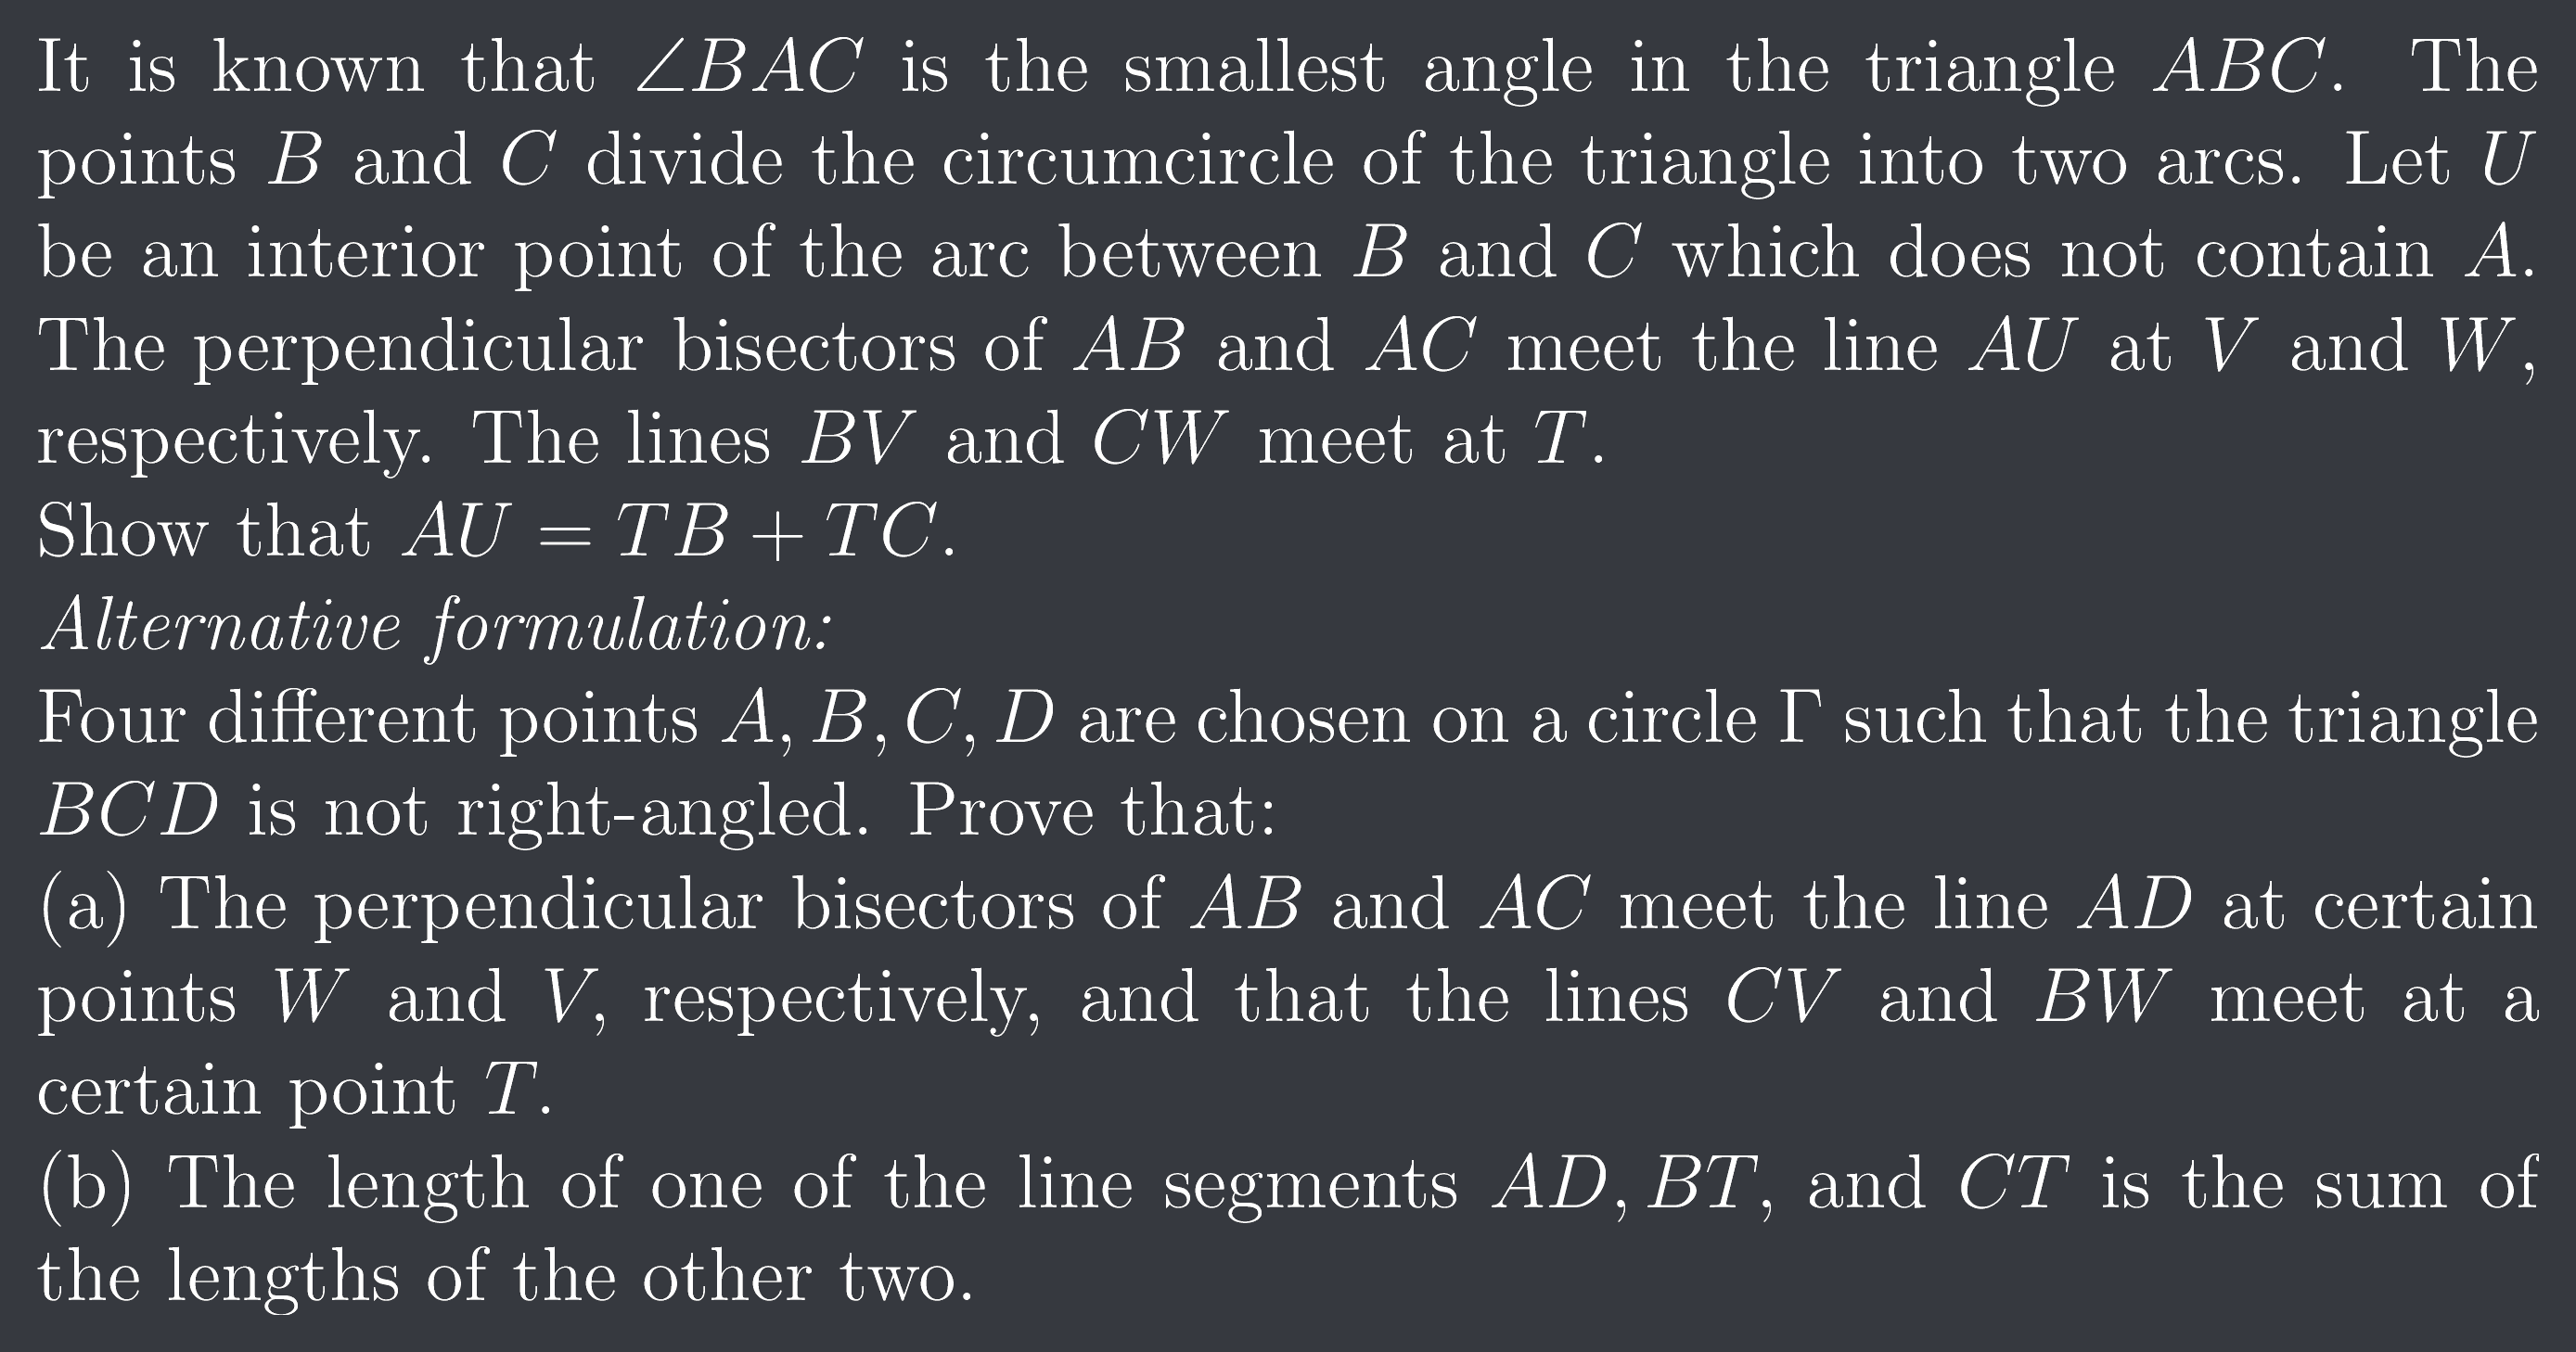 It is known that ∠BAC is the smallest angle in the triangle ABC. The
points B and C divide the circumcircle of the triangle into two arcs. Let U
be an interior point of the arc between B and C which does not contain A.
The perpendicular bisectors of AB and AC meet the line AU at V and W,
respectively. The lines BV and CW meet at T.
Show that AU = TB + TC.
Alternative formulation:
Four different points A, B, C, D are chosen on a circle Γ such that the triangle
BCD is not right-angled. Prove that:
(a) The perpendicular bisectors of AB and AC meet the line AD at certain
points W and V, respectively, and that the lines CV and BW meet at a
certain point T.
(b) The length of one of the line segments AD, BT, and CT is the sum of
the lengths of the other two.